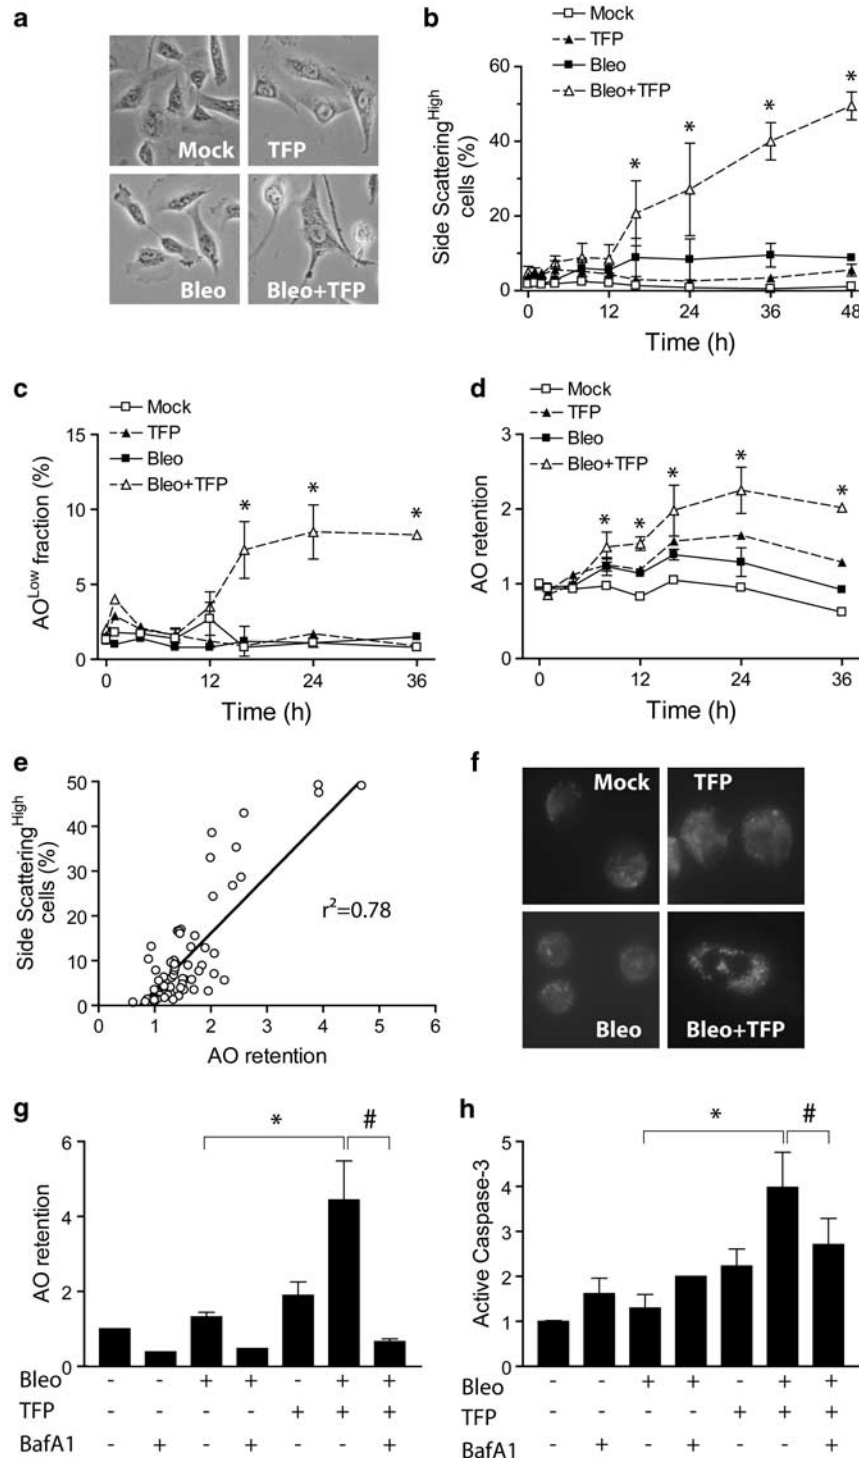 a
Mock
TFP
Bleo
Bleo+TFP
b
Mock
TFP
Bleo
Bleo+TFP
Side Scattering^High
cells (%)
60
40
20
0
* * * * *
0 12 24 36 48
Time (h)
c
Mock
TFP
Bleo
Bleo+TFP
AO^Low fraction (%)
15
10
5
0
* * *
0 12 24 36
Time (h)
d
Mock
TFP
Bleo
Bleo+TFP
AO retention
3
2
1
0
* * * * *
0 12 24 36
Time (h)
e
Side Scattering^High
cells (%)
50
40
30
20
10
0
r²=0.78
0 1 2 3 4 5 6
AO retention
f
Mock
TFP
Bleo
Bleo+TFP
g
AO retention
6
4
2
0
* #
Bleo - - + + - + +
TFP - - - - + + +
BafA1 - + - + - - +
h
Active Caspase-3
5
4
3
2
1
0
* #
Bleo - - + + - + +
TFP - - - - + + +
BafA1 - + - + - - +